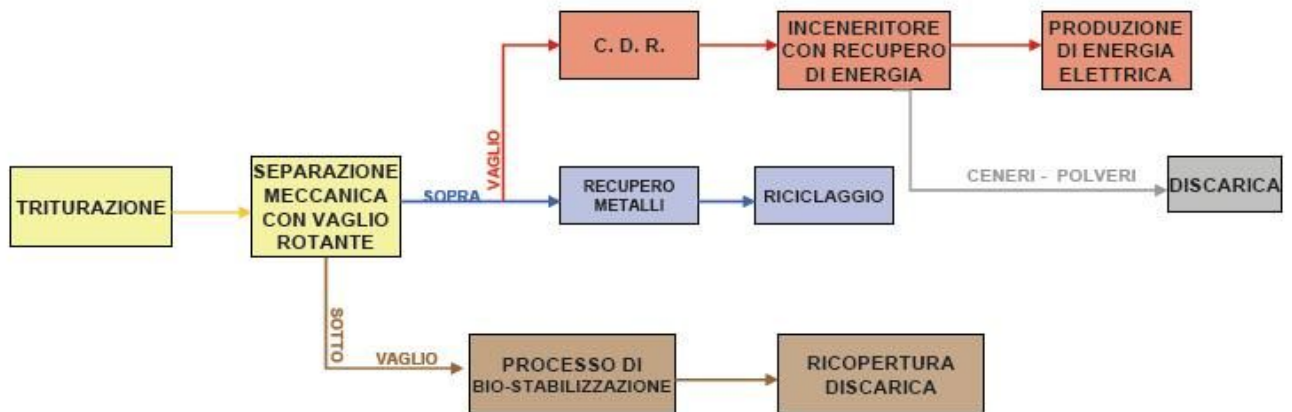 C. D. R.
INCENERITORE
CON RECUPERO
DI ENERGIA
PRODUZIONE
DI ENERGIA
ELETTRICA
VAGLIO
TRITURAZIONE
SEPARAZIONE
MECCANICA
CON VAGLIO
ROTANTE
SOPRA
RECUPERO
METALLI
RICICLAGGIO
CENERI - POLVERI
DISCARICA
SOTTO
VAGLIO
PROCESSO DI
BIO-STABILIZZAZIONE
RICOPERTURA
DISCARICA